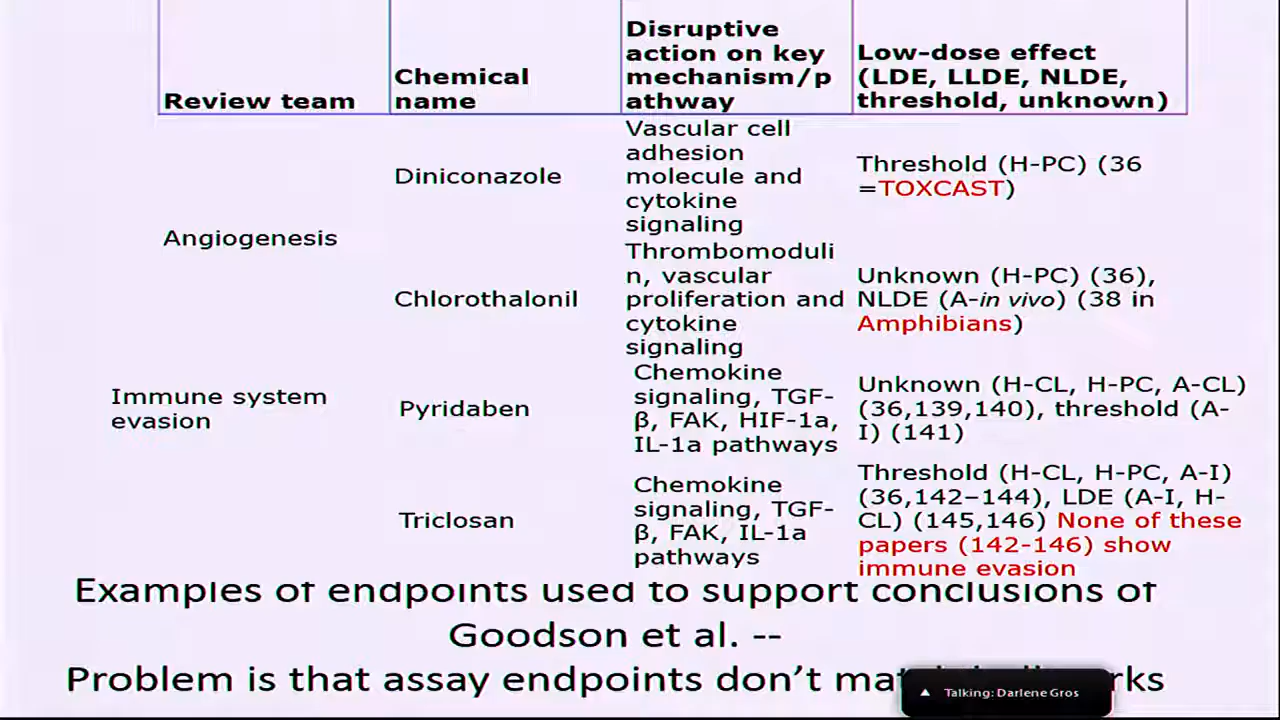 Review team
Chemical
name
Disruptive
action on key
mechanism/p
athway
Low-dose effect
(LDE, LLDE, NLDE,
threshold, unknown)
Angiogenesis
Diniconazole
Vascular cell
adhesion
molecule and
cytokine
signaling
Threshold (H-PC) (36
=TOXCAST)
Chlorothalonil
Thrombomoduli
n, vascular
proliferation and
cytokine
signaling
Unknown (H-PC) (36),
NLDE (A-in vivo) (38 in
Amphibians)
Immune system
evasion
Pyridaben
Chemokine
signaling, TGF-
β, FAK, HIF-1a,
IL-1a pathways
Unknown (H-CL, H-PC, A-CL)
(36,139,140), threshold (A-
I) (141)
Triclosan
Chemokine
signaling, TGF-
β, FAK, IL-1a
pathways
Threshold (H-CL, H-PC, A-I)
(36,142–144), LDE (A-I, H-
CL) (145,146) None of these
papers (142-146) show
immune evasion
Examples of endpoints used to support conclusions of
Goodson et al. --
Problem is that assay endpoints don't
Talking: Darlene Gros